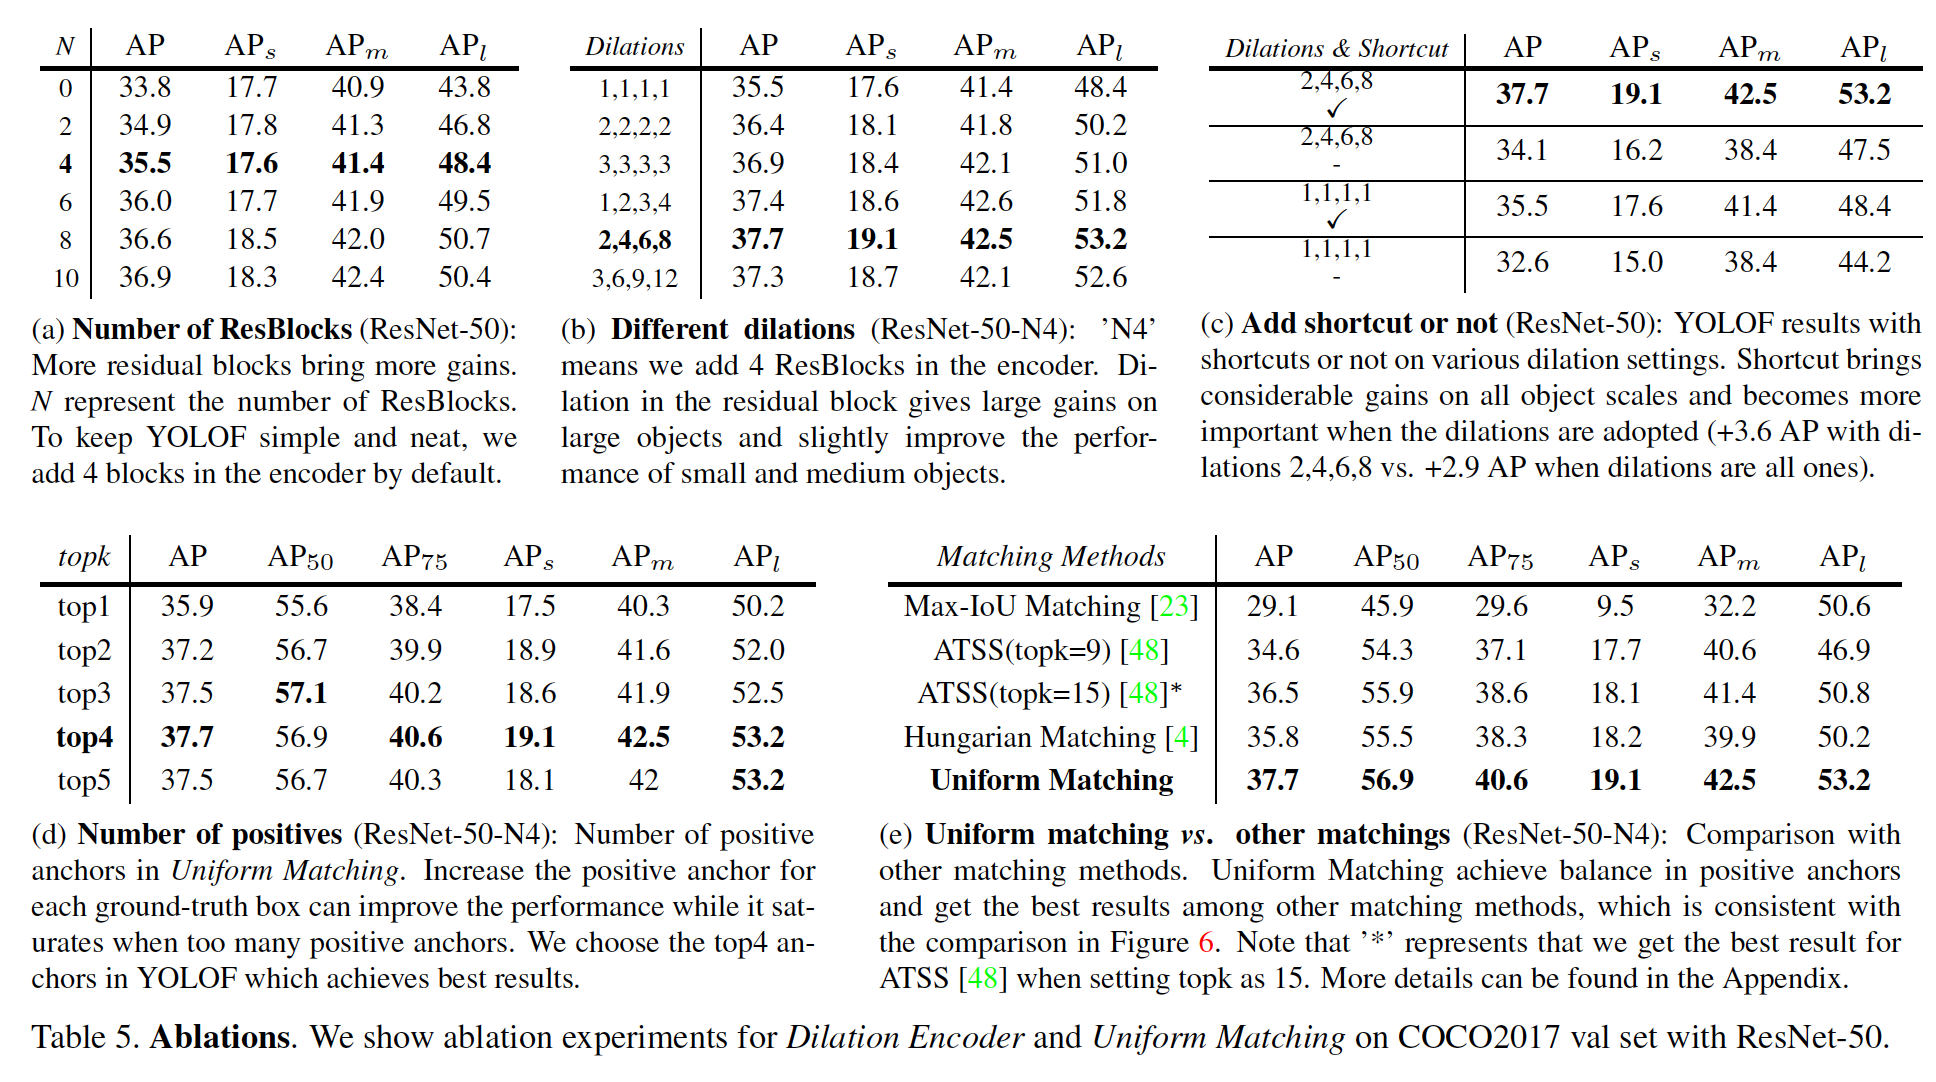 N AP APs APm APl
0 33.8 17.7 40.9 43.8
2 34.9 17.8 41.3 46.8
4 35.5 17.6 41.4 48.4
6 36.0 17.7 41.9 49.5
8 36.6 18.5 42.0 50.7
10 36.9 18.3 42.4 50.4
(a) Number of ResBlocks (ResNet-50):
More residual blocks bring more gains.
N represent the number of ResBlocks.
To keep YOLOF simple and neat, we
add 4 blocks in the encoder by default.
Dilations AP APs APm APl
1,1,1,1 35.5 17.6 41.4 48.4
2,2,2,2 36.4 18.1 41.8 50.2
3,3,3,3 36.9 18.4 42.1 51.0
1,2,3,4 37.4 18.6 42.6 51.8
2,4,6,8 37.7 19.1 42.5 53.2
3,6,9,12 37.3 18.7 42.1 52.6
(b) Different dilations (ResNet-50-N4): ’N4’
means we add 4 ResBlocks in the encoder. Di-
lation in the residual block gives large gains on
large objects and slightly improve the perfor-
mance of small and medium objects.
Dilations & Shortcut AP APs APm APl
2,4,6,8
✓ 37.7 19.1 42.5 53.2
2,4,6,8
- 34.1 16.2 38.4 47.5
1,1,1,1
✓ 35.5 17.6 41.4 48.4
1,1,1,1
- 32.6 15.0 38.4 44.2
(c) Add shortcut or not (ResNet-50): YOLOF results with
shortcuts or not on various dilation settings. Shortcut brings
considerable gains on all object scales and becomes more
important when the dilations are adopted (+3.6 AP with di-
lations 2,4,6,8 vs. +2.9 AP when dilations are all ones).
topk AP AP50 AP75 APs APm APl
top1 35.9 55.6 38.4 17.5 40.3 50.2
top2 37.2 56.7 39.9 18.9 41.6 52.0
top3 37.5 57.1 40.2 18.6 41.9 52.5
top4 37.7 56.9 40.6 19.1 42.5 53.2
top5 37.5 56.7 40.3 18.1 42 53.2
(d) Number of positives (ResNet-50-N4): Number of positive
anchors in Uniform Matching. Increase the positive anchor for
each ground-truth box can improve the performance while it sat-
urates when too many positive anchors. We choose the top4 an-
chors in YOLOF which achieves best results.
Matching Methods AP AP50 AP75 APs APm APl
Max-IoU Matching [23] 29.1 45.9 29.6 9.5 32.2 50.6
ATSS(topk=9) [48] 34.6 54.3 37.1 17.7 40.6 46.9
ATSS(topk=15) [48]* 36.5 55.9 38.6 18.1 41.4 50.8
Hungarian Matching [4] 35.8 55.5 38.3 18.2 39.9 50.2
Uniform Matching 37.7 56.9 40.6 19.1 42.5 53.2
(e) Uniform matching vs. other matchings (ResNet-50-N4): Comparison with
other matching methods. Uniform Matching achieve balance in positive anchors
and get the best results among other matching methods, which is consistent with
the comparison in Figure 6. Note that ’*’ represents that we get the best result for
ATSS [48] when setting topk as 15. More details can be found in the Appendix.
Table 5. Ablations. We show ablation experiments for Dilation Encoder and Uniform Matching on COCO2017 val set with ResNet-50.